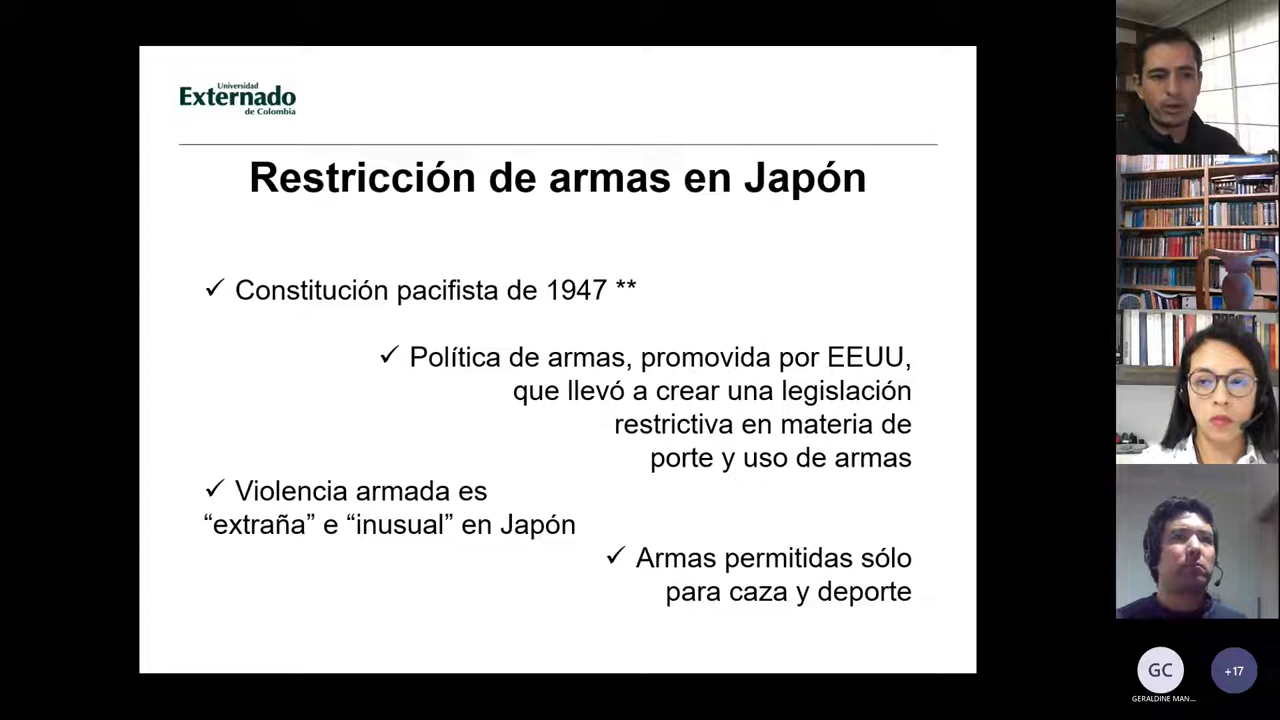 Universidad
Externado
de Colombia
Restricción de armas en Japón
✓ Constitución pacifista de 1947 **
✓ Política de armas, promovida por EEUU,
que llevó a crear una legislación
restrictiva en materia de
porte y uso de armas
✓ Violencia armada es
“extraña” e “inusual” en Japón
✓ Armas permitidas sólo
para caza y deporte
GC
+17
GERALDINE MAN...